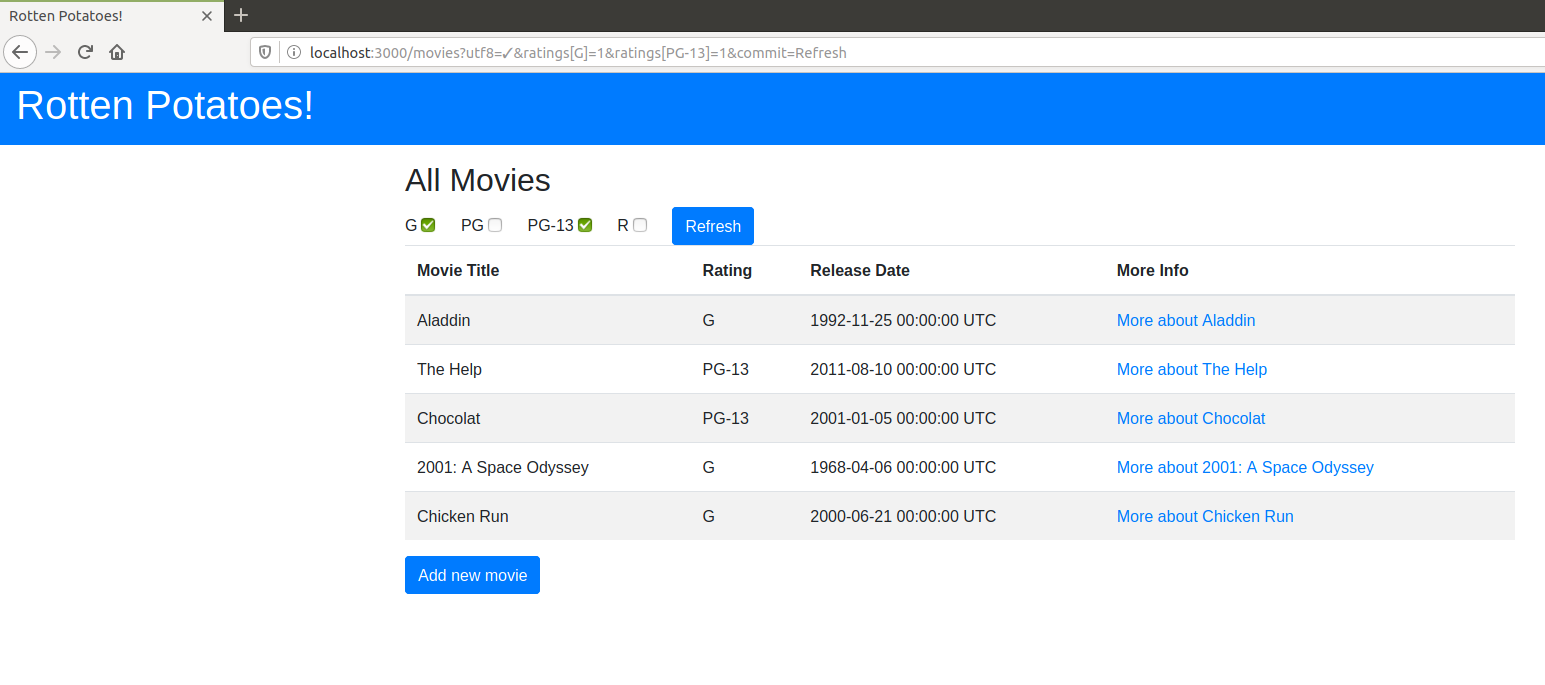 Rotten Potatoes!
localhost:3000/movies?utf8=✓&ratings[G]=1&ratings[PG-13]=1&commit=Refresh
Rotten Potatoes!
All Movies
G PG PG-13 R Refresh
Movie Title Rating Release Date More Info
Aladdin G 1992-11-25 00:00:00 UTC More about Aladdin
The Help PG-13 2011-08-10 00:00:00 UTC More about The Help
Chocolat PG-13 2001-01-05 00:00:00 UTC More about Chocolat
2001: A Space Odyssey G 1968-04-06 00:00:00 UTC More about 2001: A Space Odyssey
Chicken Run G 2000-06-21 00:00:00 UTC More about Chicken Run
Add new movie